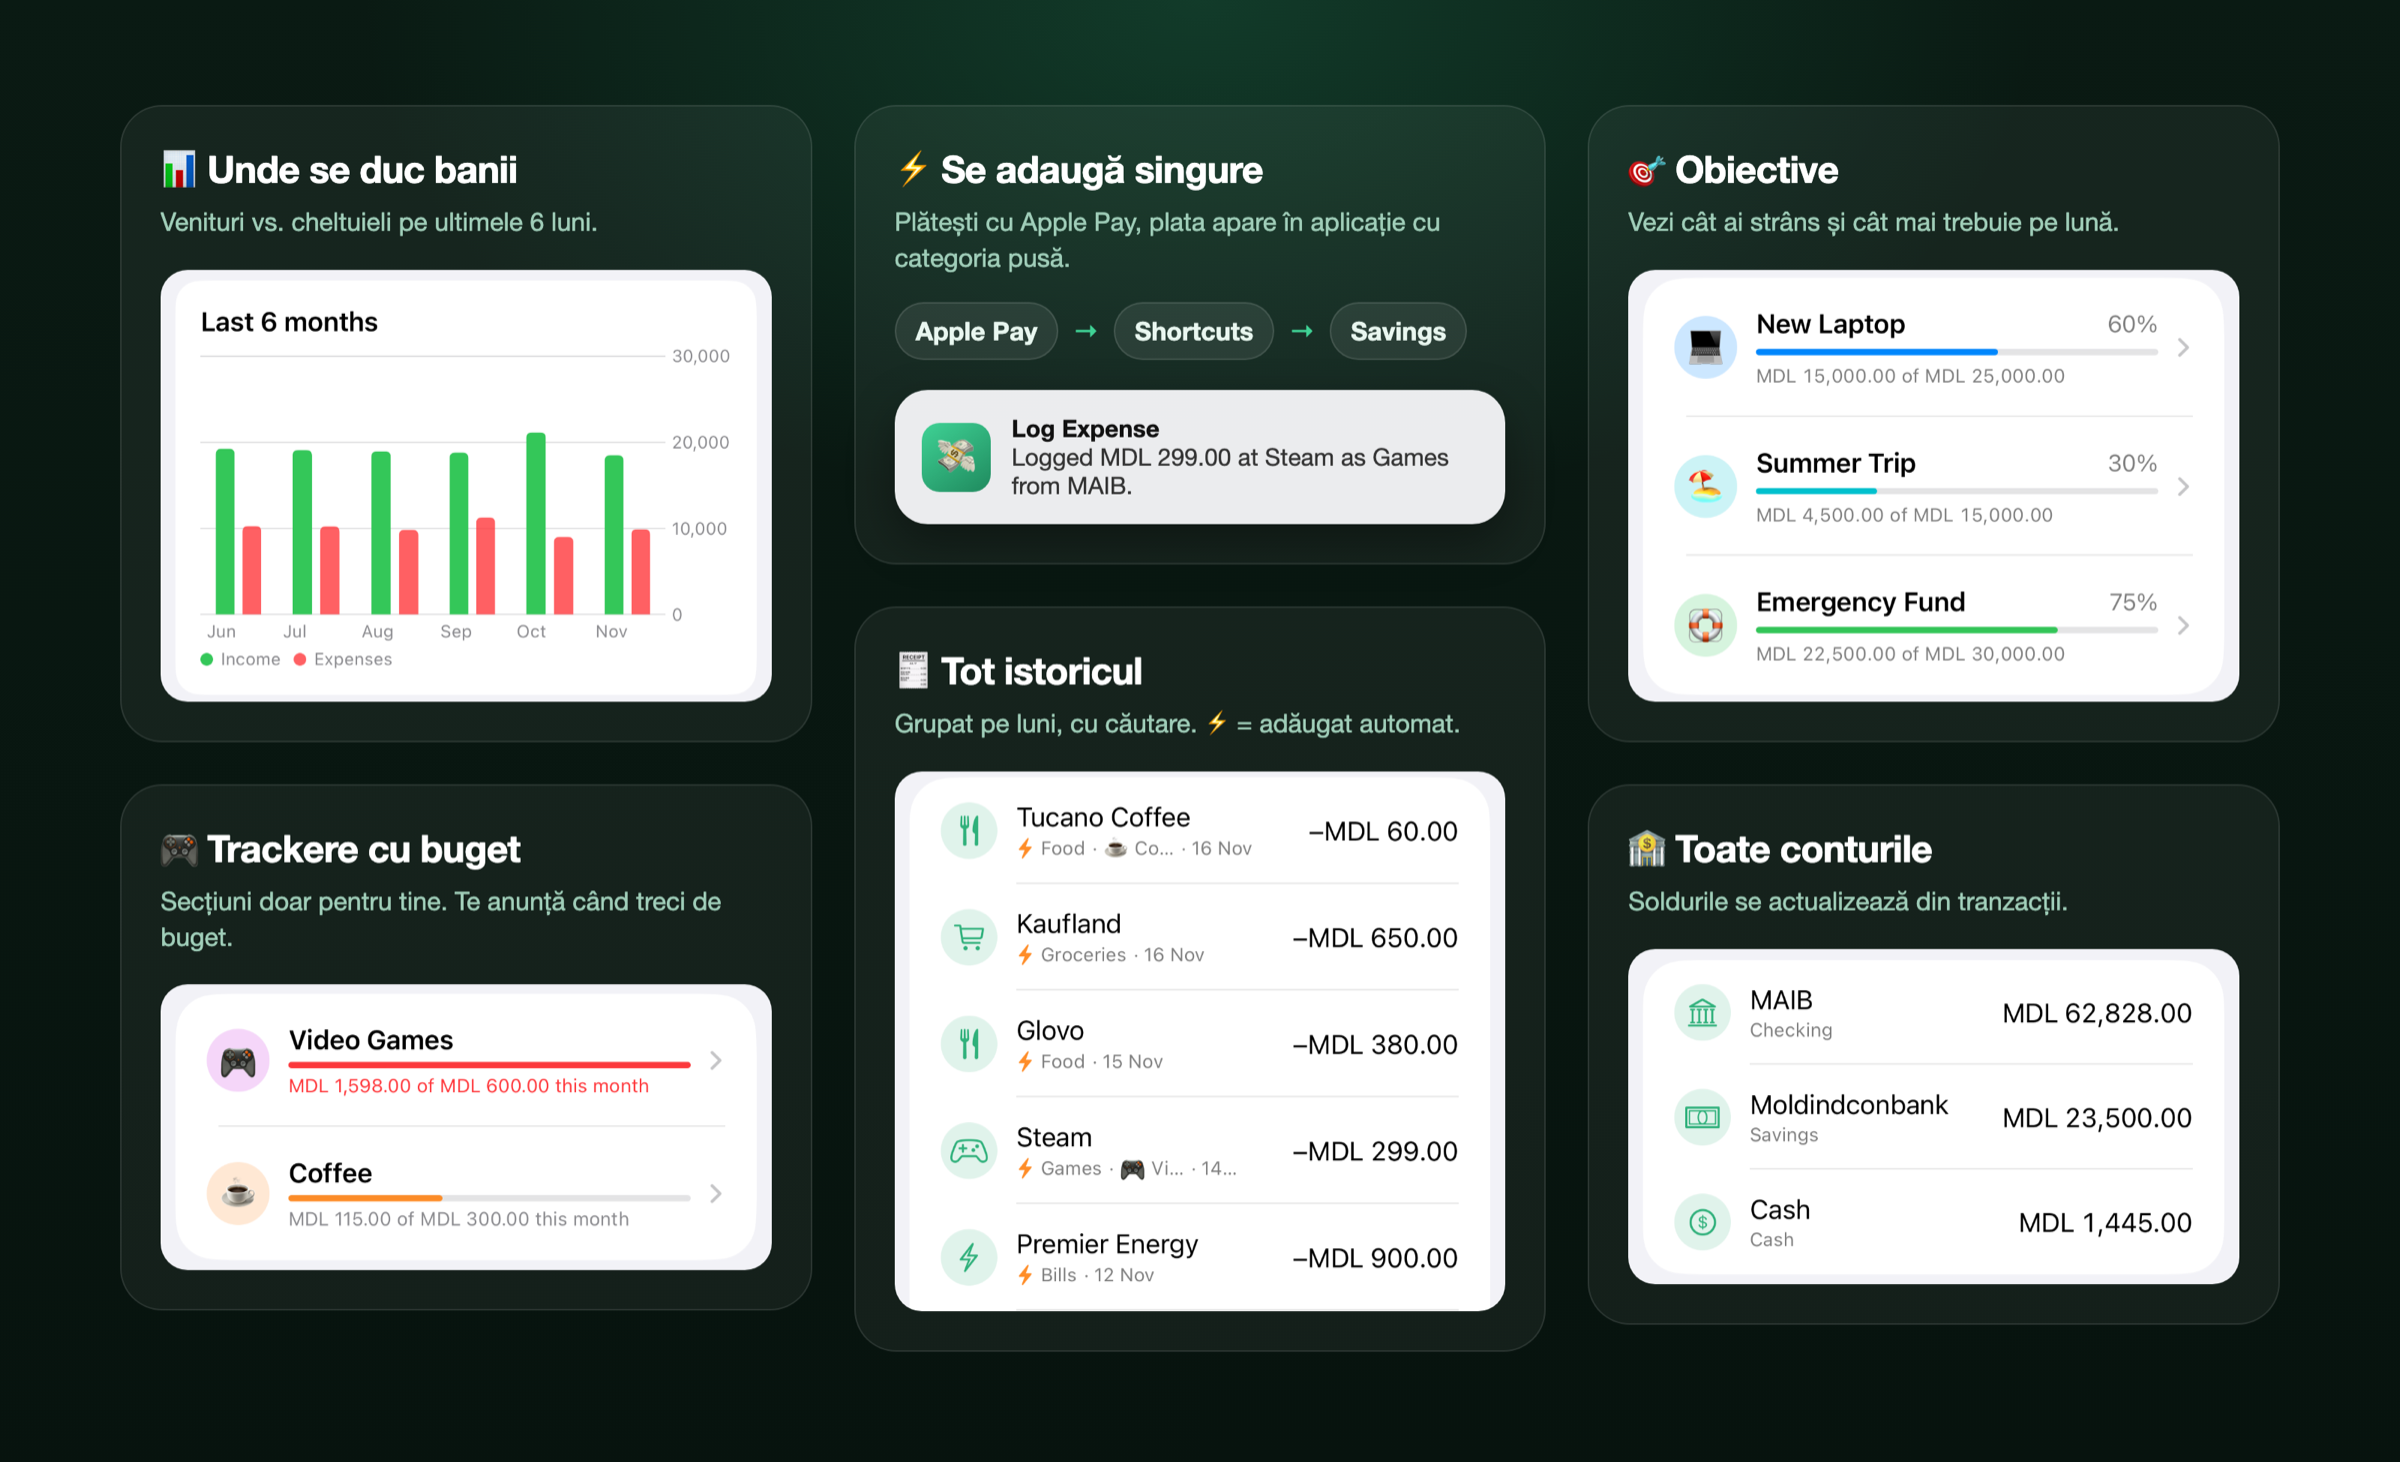 📊 Unde se duc banii
Venituri vs. cheltuieli pe ultimele 6 luni.
Last 6 months
30,000
20,000
10,000
0
Jun Jul Aug Sep Oct Nov
Income Expenses
🎮 Trackere cu buget
Secțiuni doar pentru tine. Te anunță când treci de
buget.
Video Games
MDL 1,598.00 of MDL 600.00 this month
Coffee
MDL 115.00 of MDL 300.00 this month
⚡ Se adaugă singure
Plătești cu Apple Pay, plata apare în aplicație cu
categoria pusă.
Apple Pay → Shortcuts → Savings
Log Expense
Logged MDL 299.00 at Steam as Games
from MAIB.
🧾 Tot istoricul
Grupat pe luni, cu căutare. ⚡ = adăugat automat.
Tucano Coffee –MDL 60.00
Food · ☕ Co... · 16 Nov
Kaufland –MDL 650.00
Groceries · 16 Nov
Glovo –MDL 380.00
Food · 15 Nov
Steam –MDL 299.00
Games · 🎮 Vi... · 14...
Premier Energy –MDL 900.00
Bills · 12 Nov
🎯 Obiective
Vezi cât ai strâns și cât mai trebuie pe lună.
New Laptop 60%
MDL 15,000.00 of MDL 25,000.00
Summer Trip 30%
MDL 4,500.00 of MDL 15,000.00
Emergency Fund 75%
MDL 22,500.00 of MDL 30,000.00
🏦 Toate conturile
Soldurile se actualizează din tranzacții.
MAIB MDL 62,828.00
Checking
Moldindconbank MDL 23,500.00
Savings
Cash MDL 1,445.00
Cash